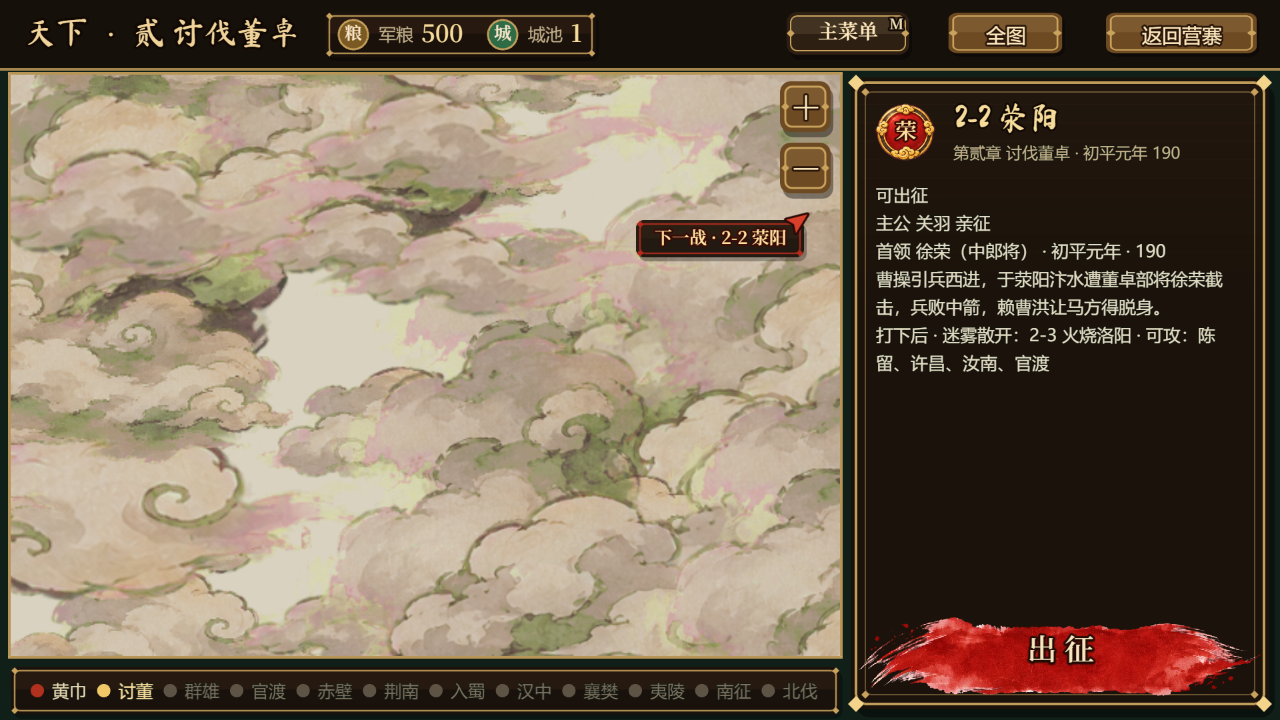 天下 · 贰 讨伐董卓
粮 军粮 500 城 城池 1
主菜单 M
全图
返回营寨
下一战 · 2-2 荥阳
荣
2-2 荥阳
第贰章 讨伐董卓 · 初平元年 190
可出征
主公 关羽 亲征
首领 徐荣（中郎将） · 初平元年 · 190
曹操引兵西进，于荥阳汴水遭董卓部将徐荣截
击，兵败中箭，赖曹洪让马方得脱身。
打下后 · 迷雾散开：2-3 火烧洛阳 · 可攻：陈
留、许昌、汝南、官渡
出征
黄巾 讨董 群雄 官渡 赤壁 荆南 入蜀 汉中 襄樊 夷陵 南征 北伐